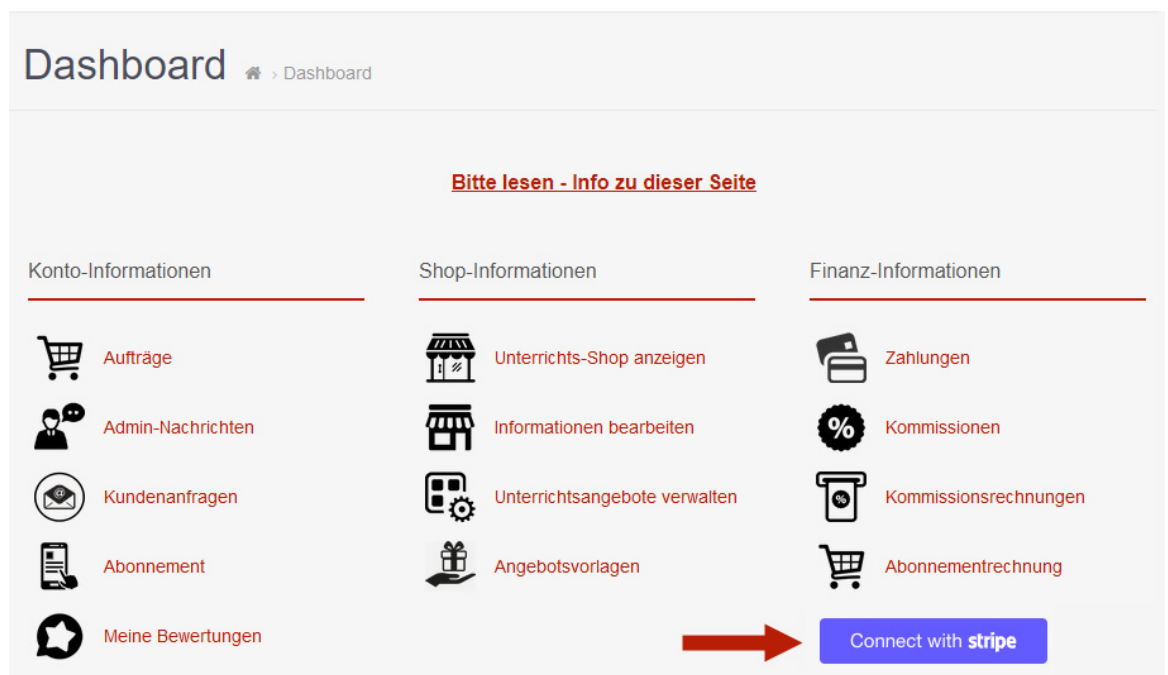 Dashboard › Dashboard
Bitte lesen - Info zu dieser Seite
Konto-Informationen
Aufträge
Admin-Nachrichten
Kundenanfragen
Abonnement
Meine Bewertungen
Shop-Informationen
Unterrichts-Shop anzeigen
Informationen bearbeiten
Unterrichtsangebote verwalten
Angebotsvorlagen
Finanz-Informationen
Zahlungen
%
Kommissionen
%
Kommissionsrechnungen
Abonnementrechnung
Connect with stripe